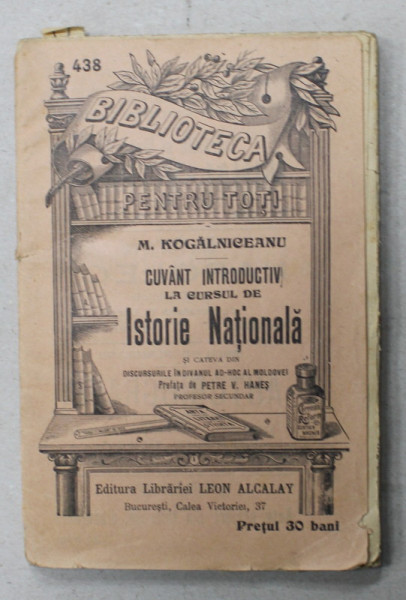 438
BIBLIOTECA
PENTRU TOȚI
M. KOGĂLNICEANU
CUVÂNT INTRODUCTIV
LA CURSUL DE
Istorie Națională
ȘI CATEVA DIN
DISCURSURILE ÎN DIVANUL AD-HOC AL MOLDOVEI
Prefața de PETRE V. HANEȘ
PROFESOR SECUNDAR
Editura Librăriei LEON ALCALAY
București, Calea Victoriei, 37
Prețul 30 bani